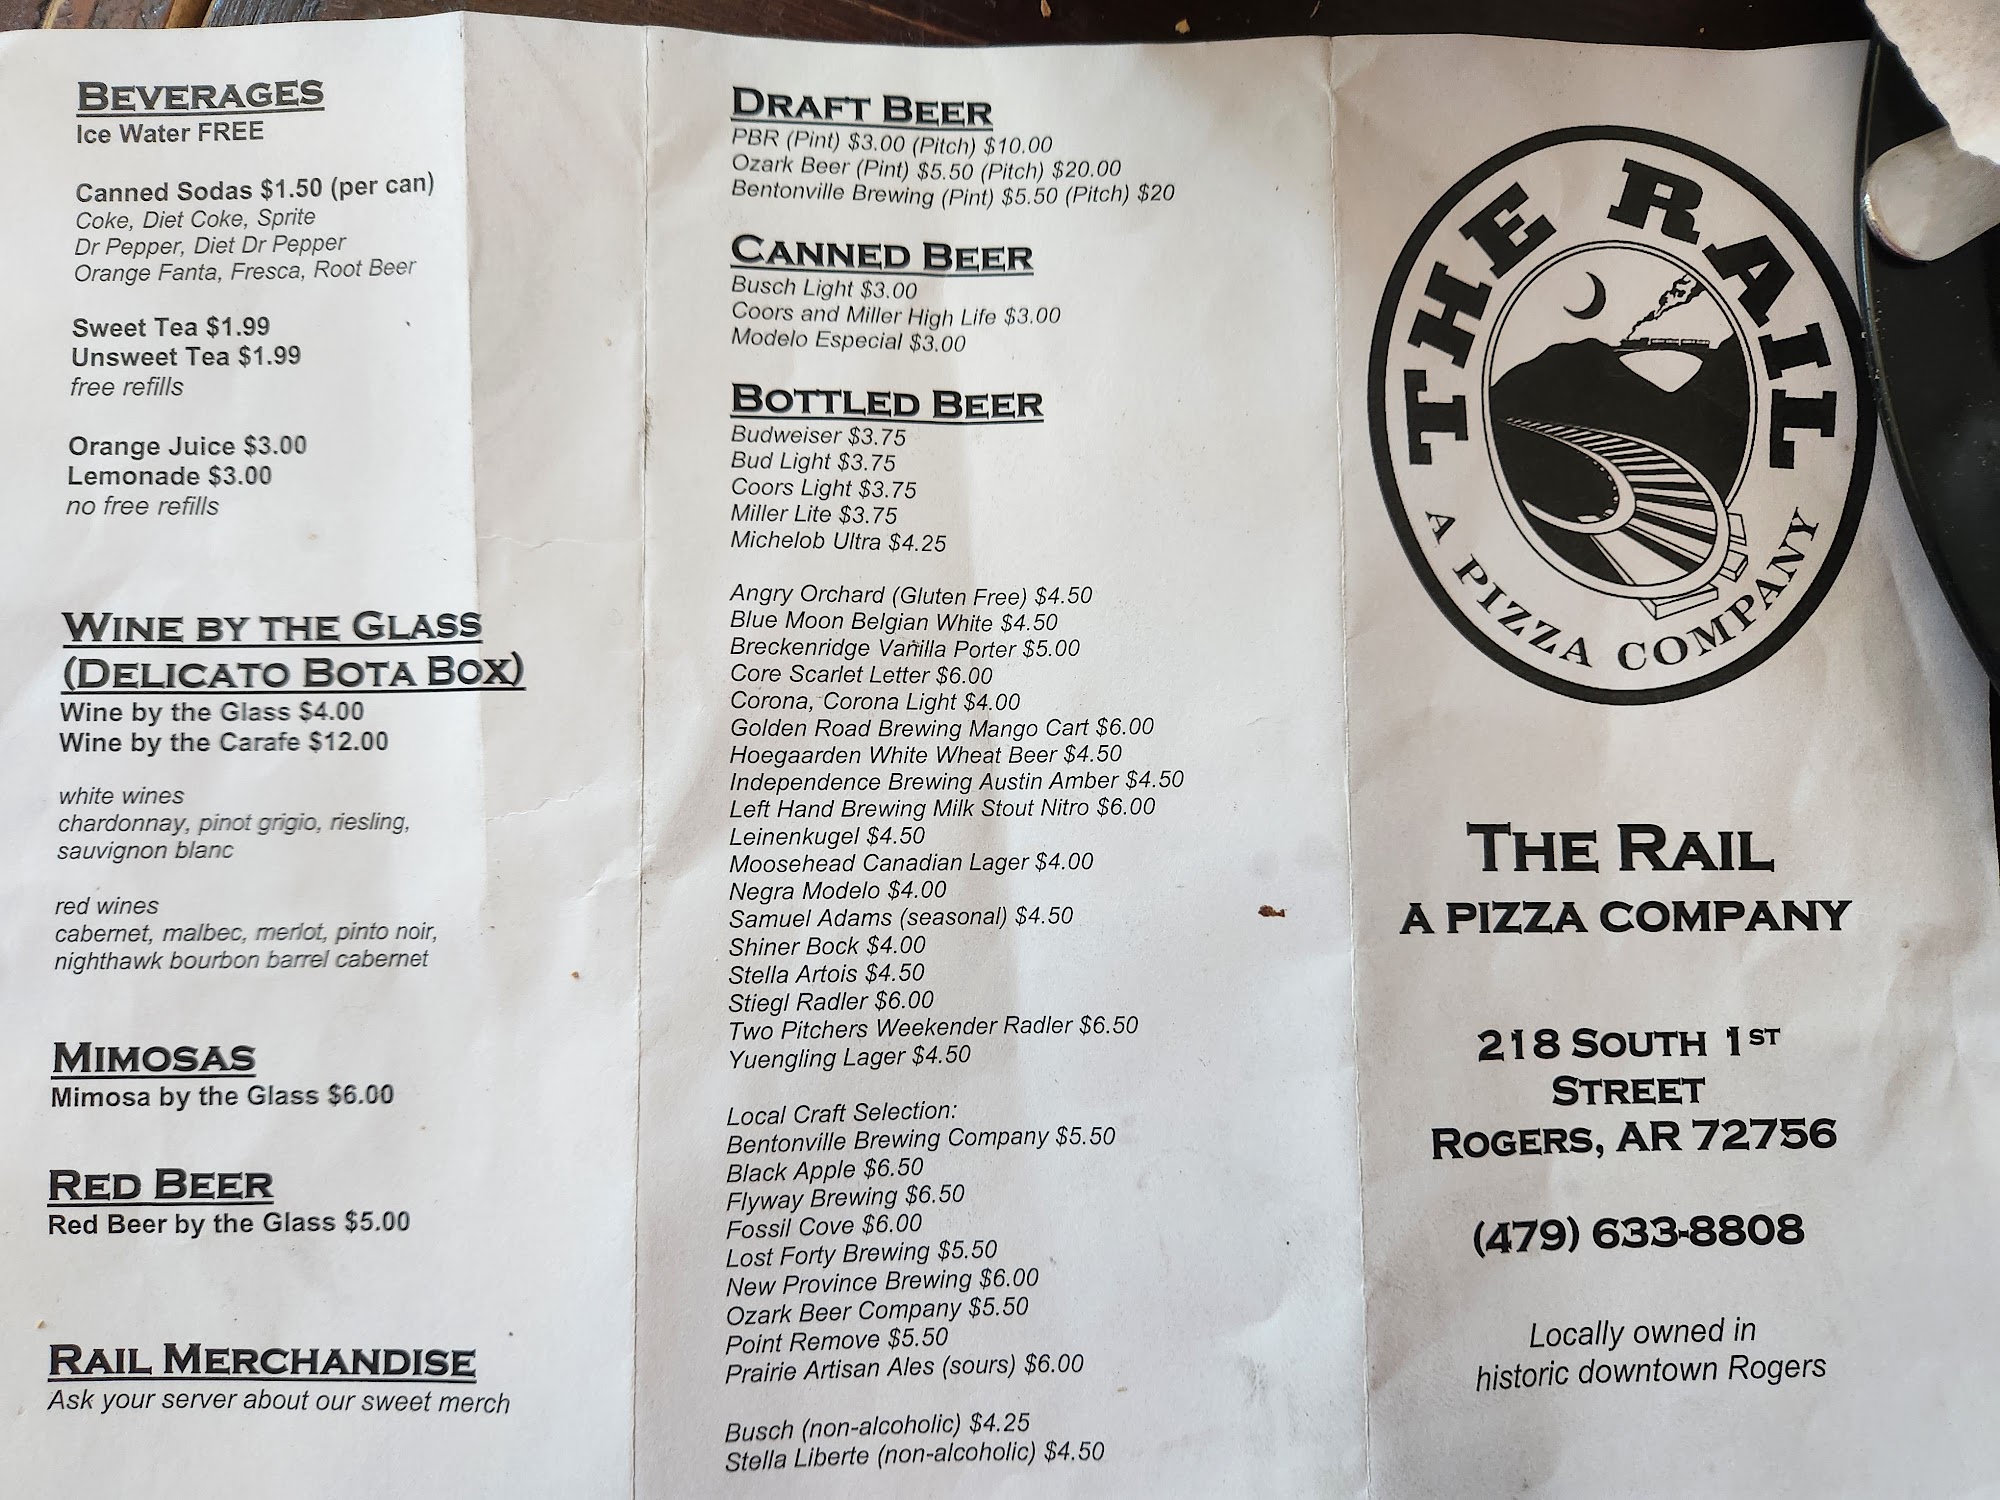 BEVERAGES
Ice Water FREE
Canned Sodas $1.50 (per can)
Coke, Diet Coke, Sprite
Dr Pepper, Diet Dr Pepper
Orange Fanta, Fresca, Root Beer
Sweet Tea $1.99
Unsweet Tea $1.99
free refills
Orange Juice $3.00
Lemonade $3.00
no free refills
WINE BY THE GLASS
(DELICATO BOTA BOX)
Wine by the Glass $4.00
Wine by the Carafe $12.00
white wines
chardonnay, pinot grigio, riesling,
sauvignon blanc
red wines
cabernet, malbec, merlot, pinto noir,
nighthawk bourbon barrel cabernet
MIMOSAS
Mimosa by the Glass $6.00
RED BEER
Red Beer by the Glass $5.00
RAIL MERCHANDISE
Ask your server about our sweet merch
DRAFT BEER
PBR (Pint) $3.00 (Pitch) $10.00
Ozark Beer (Pint) $5.50 (Pitch) $20.00
Bentonville Brewing (Pint) $5.50 (Pitch) $20
CANNED BEER
Busch Light $3.00
Coors and Miller High Life $3.00
Modelo Especial $3.00
BOTTLED BEER
Budweiser $3.75
Bud Light $3.75
Coors Light $3.75
Miller Lite $3.75
Michelob Ultra $4.25
Angry Orchard (Gluten Free) $4.50
Blue Moon Belgian White $4.50
Breckenridge Vanilla Porter $5.00
Core Scarlet Letter $6.00
Corona, Corona Light $4.00
Golden Road Brewing Mango Cart $6.00
Hoegaarden White Wheat Beer $4.50
Independence Brewing Austin Amber $4.50
Left Hand Brewing Milk Stout Nitro $6.00
Leinenkugel $4.50
Moosehead Canadian Lager $4.00
Negra Modelo $4.00
Samuel Adams (seasonal) $4.50
Shiner Bock $4.00
Stella Artois $4.50
Stiegl Radler $6.00
Two Pitchers Weekender Radler $6.50
Yuengling Lager $4.50
Local Craft Selection:
Bentonville Brewing Company $5.50
Black Apple $6.50
Flyway Brewing $6.50
Fossil Cove $6.00
Lost Forty Brewing $5.50
New Province Brewing $6.00
Ozark Beer Company $5.50
Point Remove $5.50
Prairie Artisan Ales (sours) $6.00
Busch (non-alcoholic) $4.25
Stella Liberte (non-alcoholic) $4.50
THE RAIL
A PIZZA COMPANY
THE RAIL
A PIZZA COMPANY
218 SOUTH 1ST
STREET
ROGERS, AR 72756
(479) 633-8808
Locally owned in
historic downtown Rogers